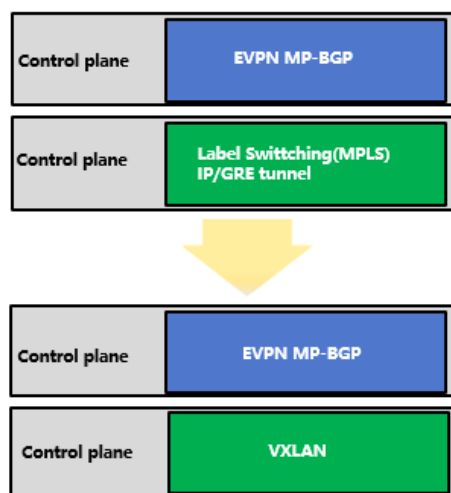 Control plane
EVPN MP-BGP
Control plane
Label Swittching(MPLS)
IP/GRE tunnel
Control plane
EVPN MP-BGP
Control plane
VXLAN